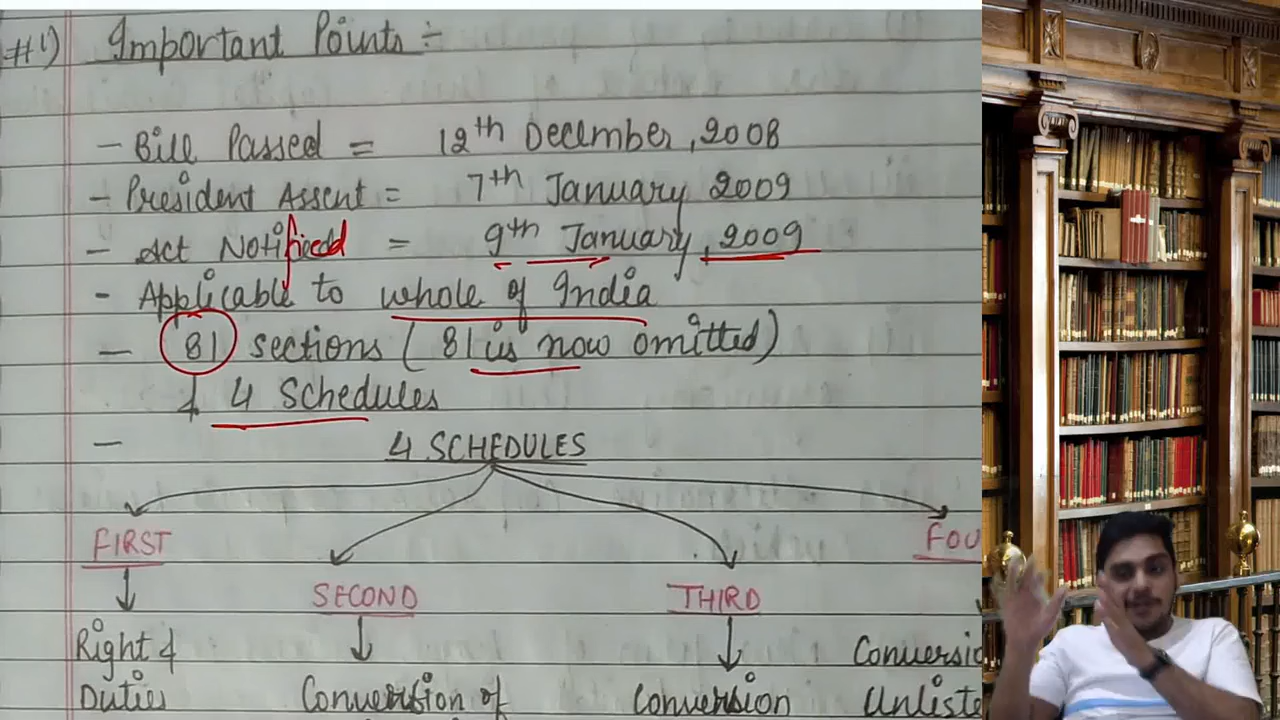 #1) Important Points :-
- Bill Passed = 12th December, 2008
- President Assent = 7th January 2009
- Act Notified = 9th January, 2009
- Applicable to whole of India
- 81 sections ( 81 is now omitted)
& 4 Schedules
- 4 SCHEDULES
FIRST SECOND THIRD FOU
Right & Duties
Conversion of
Conversion
Conversio
Unliste